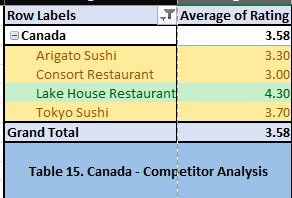 Row Labels Average of Rating
Canada 3.58
Arigato Sushi 3.30
Consort Restaurant 3.00
Lake House Restaurant 4.30
Tokyo Sushi 3.70
Grand Total 3.58
Table 15. Canada - Competitor Analysis